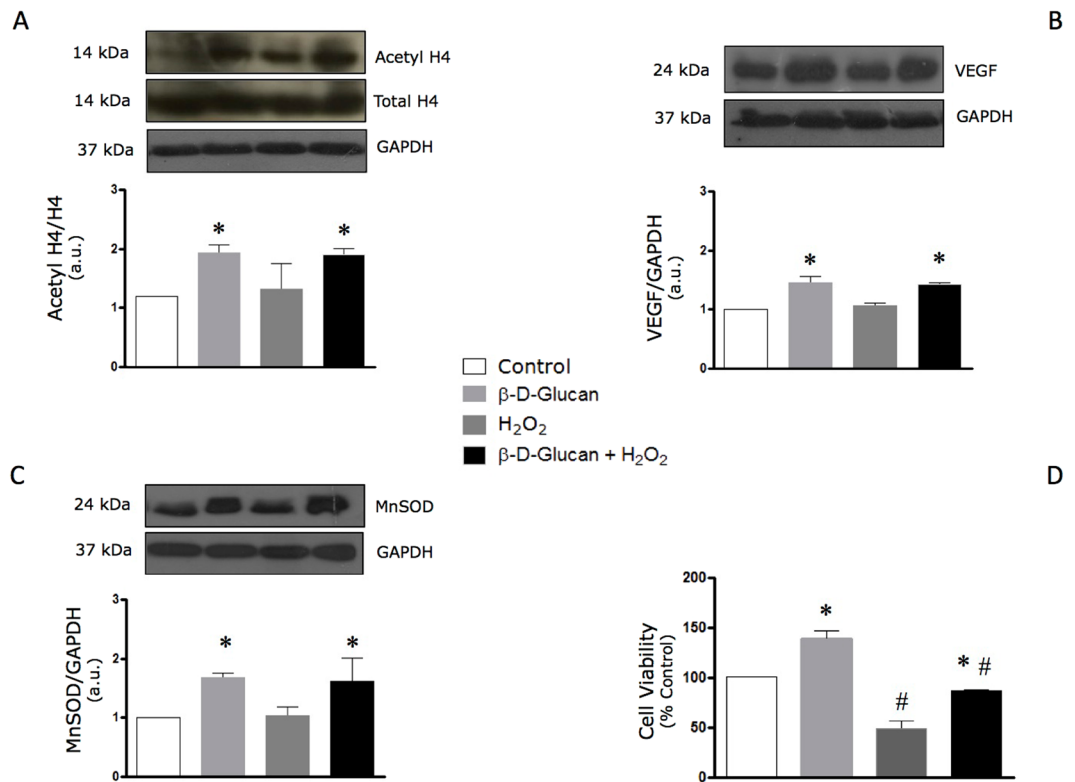 A
14 kDa
Acetyl H4
14 kDa
Total H4
37 kDa
GAPDH
3
2
1
0
Acetyl H4/H4
(a.u.)
*
*
B
24 kDa
VEGF
37 kDa
GAPDH
3
2
1
0
VEGF/GAPDH
(a.u.)
*
*
Control
β-D-Glucan
H₂O₂
β-D-Glucan + H₂O₂
C
24 kDa
MnSOD
37 kDa
GAPDH
3
2
1
0
MnSOD/GAPDH
(a.u.)
*
*
D
200
150
100
50
0
Cell Viability
(% Control)
*
#
* #